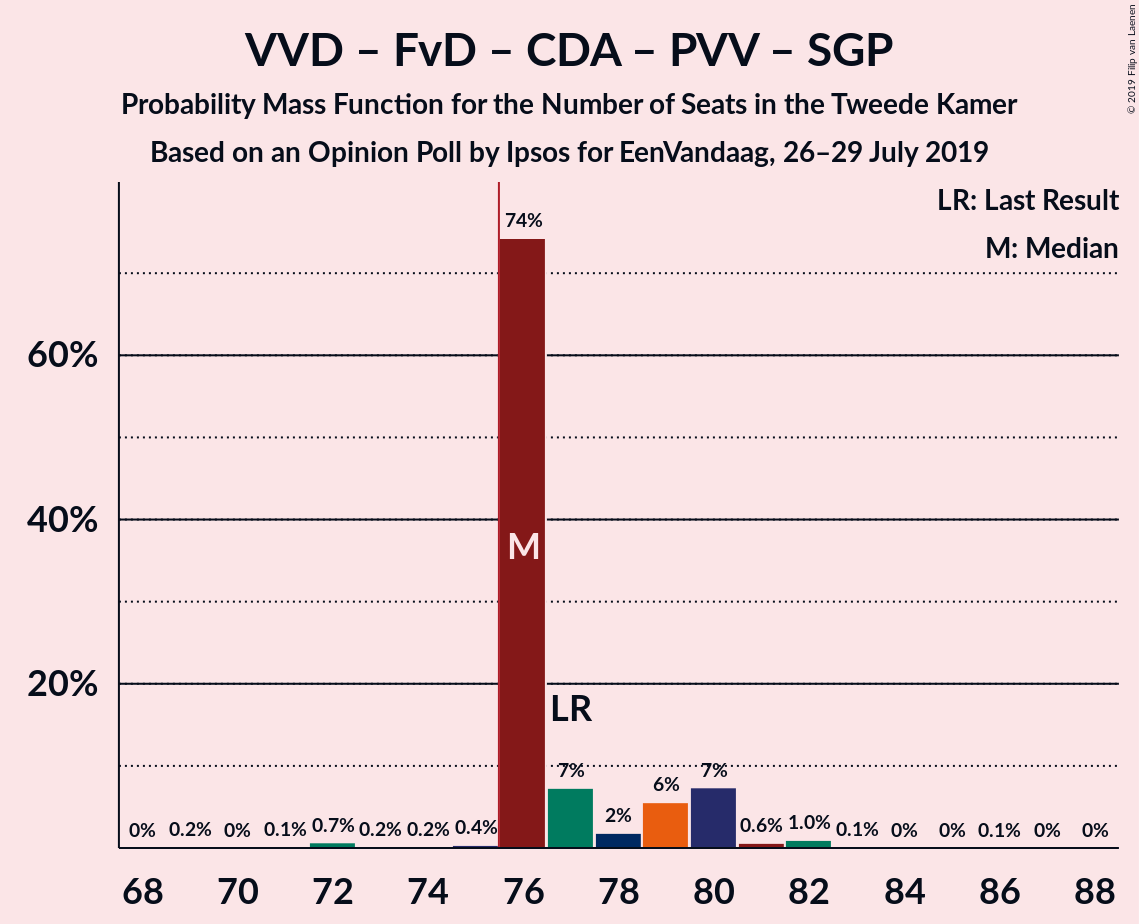 VVD – FvD – CDA – PVV – SGP
Probability Mass Function for the Number of Seats in the Tweede Kamer
Based on an Opinion Poll by Ipsos for EenVandaag, 26–29 July 2019
© 2019 Filip van Laenen
LR: Last Result
M: Median
60%
40%
20%
0% 0.2% 0% 0.1% 0.7% 0.2% 0.2% 0.4% 74% 7% 2% 6% 7% 0.6% 1.0% 0.1% 0% 0% 0.1% 0% 0%
M
LR
68 70 72 74 76 78 80 82 84 86 88